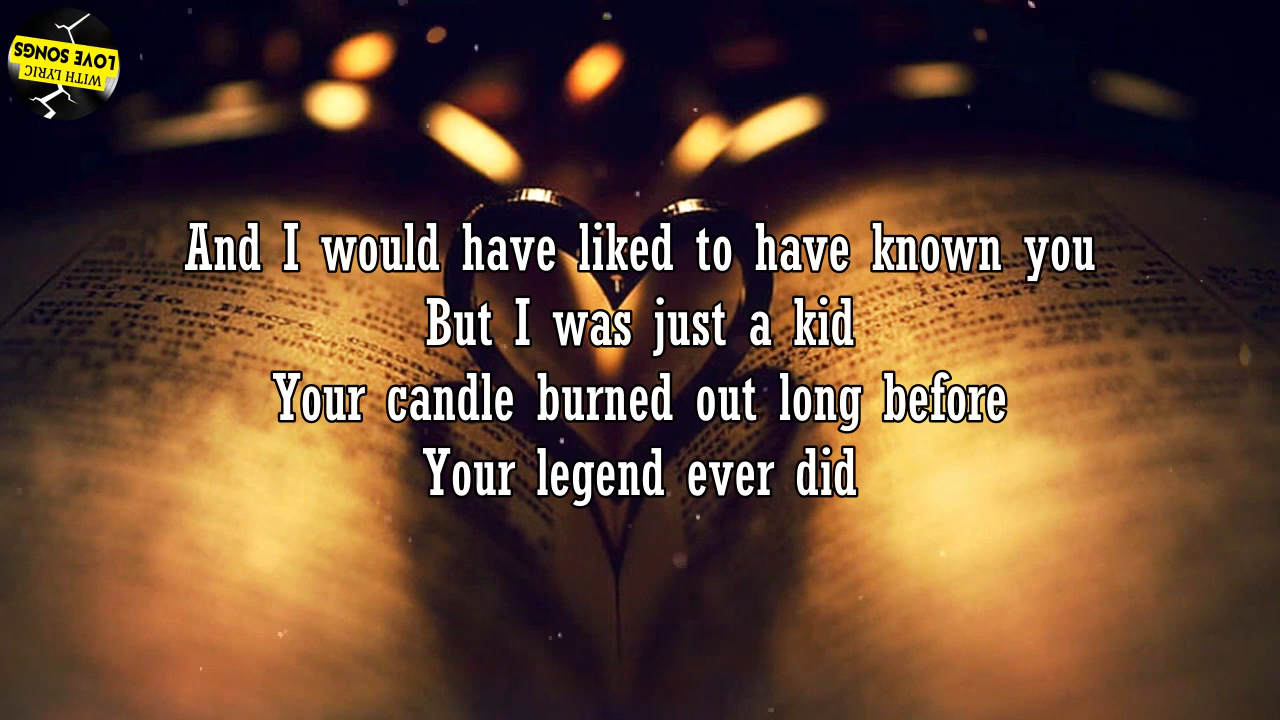 LOVE SONGS
WITH LYRIC
And I would have liked to have known you
But I was just a kid
Your candle burned out long before
Your legend ever did